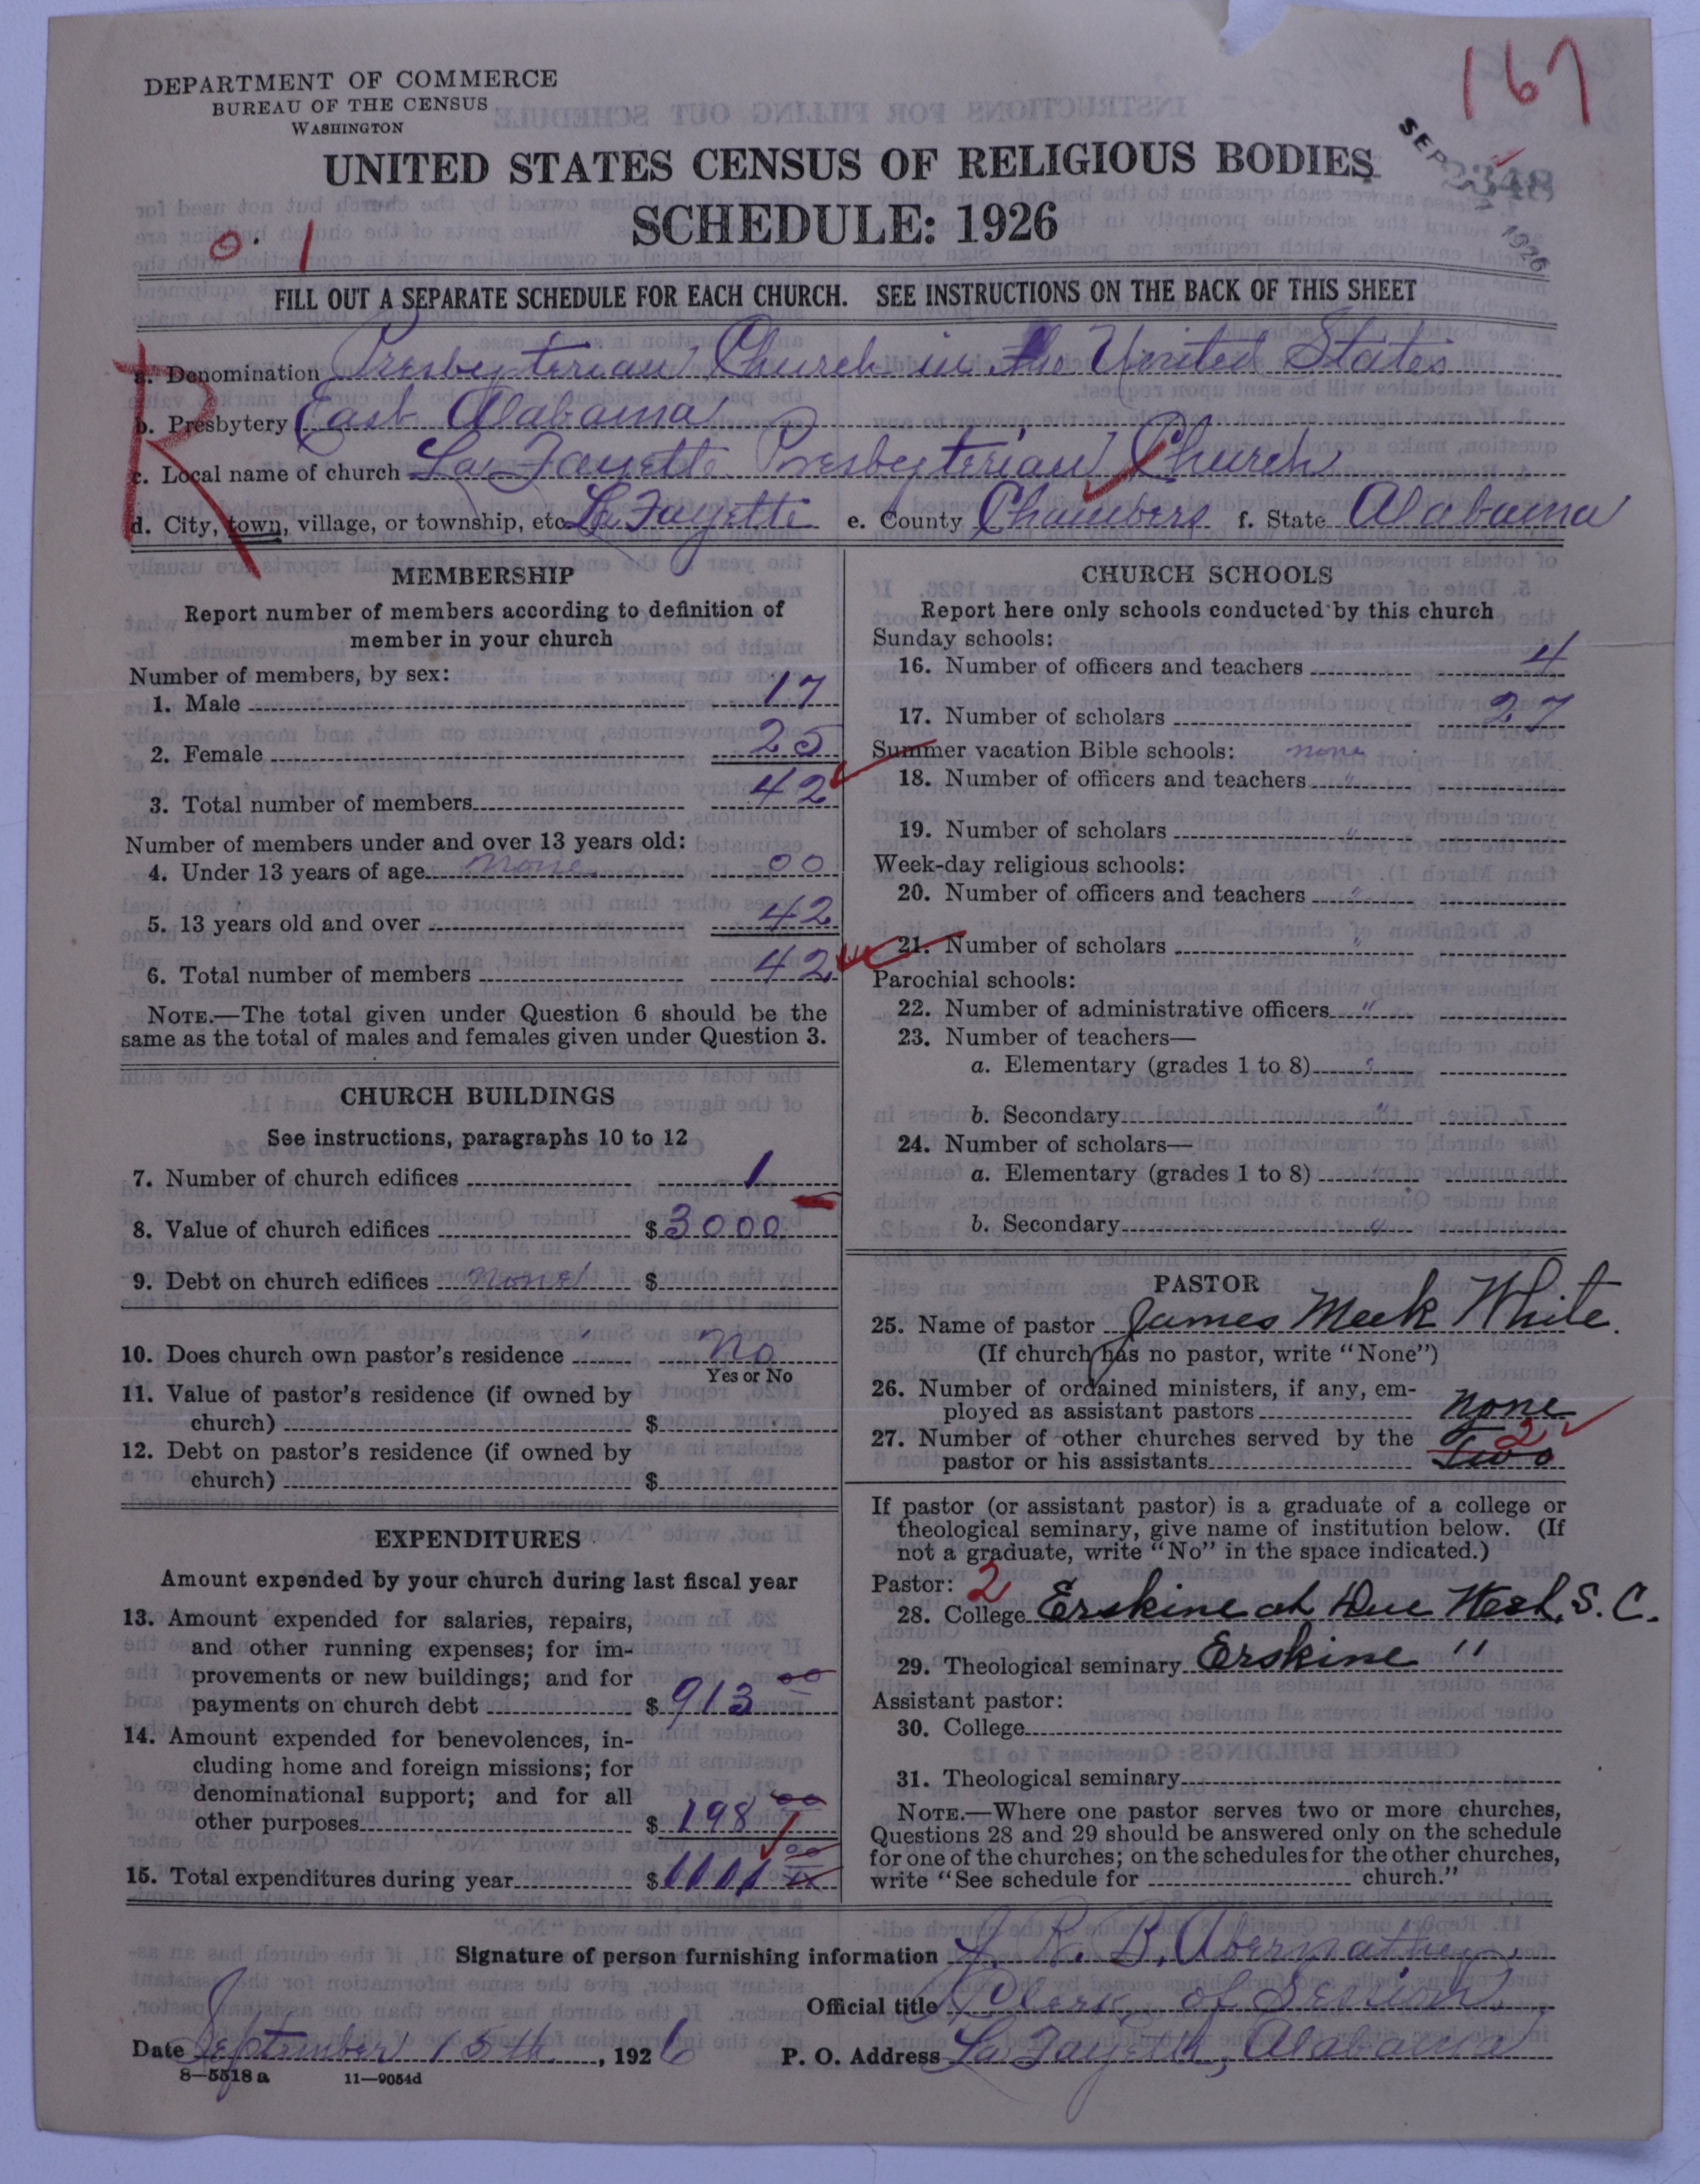 DEPARTMENT OF COMMERCE
BUREAU OF THE CENSUS
WASHINGTON
167
UNITED STATES CENSUS OF RELIGIOUS BODIES
SCHEDULE: 1926
SEP 1926
2348
0. 1
FILL OUT A SEPARATE SCHEDULE FOR EACH CHURCH. SEE INSTRUCTIONS ON THE BACK OF THIS SHEET
R
a. Denomination Presbyterian Church in the United States
b. Presbytery East Alabama
c. Local name of church La Fayette Presbyterian Church
d. City, town, village, or township, etc. La Fayette e. County Chambers f. State Alabama
MEMBERSHIP
Report number of members according to definition of
member in your church
Number of members, by sex:
1. Male 17
2. Female 25
3. Total number of members 42
Number of members under and over 13 years old:
4. Under 13 years of age none 00
5. 13 years old and over 42
6. Total number of members 42
NOTE.—The total given under Question 6 should be the
same as the total of males and females given under Question 3.
CHURCH BUILDINGS
See instructions, paragraphs 10 to 12
7. Number of church edifices 1
8. Value of church edifices $ 3000
9. Debt on church edifices none $
10. Does church own pastor's residence No
Yes or No
11. Value of pastor's residence (if owned by
church) $
12. Debt on pastor's residence (if owned by
church) $
EXPENDITURES
Amount expended by your church during last fiscal year
13. Amount expended for salaries, repairs,
and other running expenses; for im-
provements or new buildings; and for
payments on church debt $ 913 00
14. Amount expended for benevolences, in-
cluding home and foreign missions; for
denominational support; and for all
other purposes $ 198 00
15. Total expenditures during year $ 1111 00
CHURCH SCHOOLS
Report here only schools conducted by this church
Sunday schools:
16. Number of officers and teachers 4
17. Number of scholars 27
Summer vacation Bible schools: none
18. Number of officers and teachers "
19. Number of scholars "
Week-day religious schools:
20. Number of officers and teachers "
21. Number of scholars "
Parochial schools:
22. Number of administrative officers "
23. Number of teachers—
a. Elementary (grades 1 to 8) "
b. Secondary "
24. Number of scholars—
a. Elementary (grades 1 to 8) "
b. Secondary "
PASTOR
25. Name of pastor James Meek White.
(If church has no pastor, write "None")
26. Number of ordained ministers, if any, em-
ployed as assistant pastors None
27. Number of other churches served by the 2
pastor or his assistants Two
If pastor (or assistant pastor) is a graduate of a college or
theological seminary, give name of institution below. (If
not a graduate, write "No" in the space indicated.)
Pastor: 2
28. College Erskine at Due West, S. C.
29. Theological seminary Erskine "
Assistant pastor:
30. College
31. Theological seminary
NOTE.—Where one pastor serves two or more churches,
Questions 28 and 29 should be answered only on the schedule
for one of the churches; on the schedules for the other churches,
write "See schedule for church."
Signature of person furnishing information R. B. Abernathey
Official title Clerk of Session
Date September 15th, 1926 P. O. Address La Fayette, Alabama
8—5518 a 11—9054d